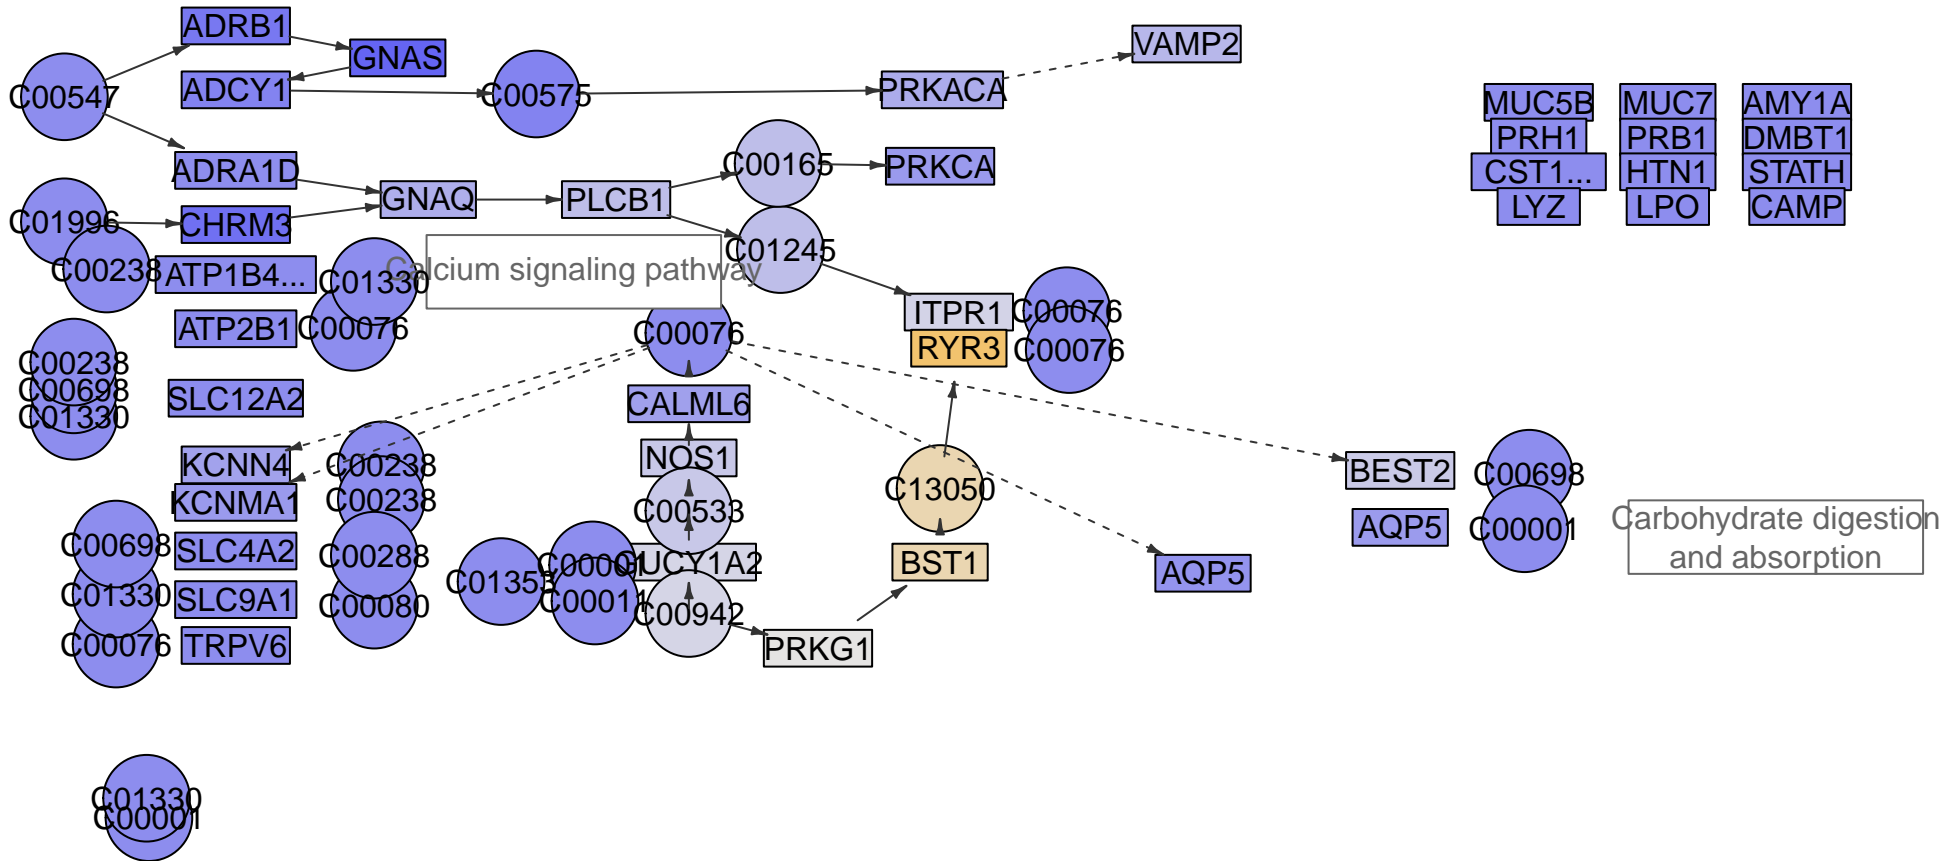 ADRB1
GNAS
VAMP2
C00547
ADCY1
C00575
PRKACA
MUC5B
MUC7
AMY1A
PRH1
PRB1
DMBT1
CST1...
HTN1
STATH
LYZ
LPO
CAMP
ADRA1D
C00165
PRKCA
GNAQ
PLCB1
C01996
CHRM3
C01245
C00238
ATP1B4...
C01330
Calcium signaling pathway
ATP2B1
C00076
C00076
ITPR1
C00076
RYR3
C00076
C00238
C00698
C01330
SLC12A2
CALML6
KCNN4
C00238
NOS1
BEST2
C00698
KCNMA1
C00238
C00533
C13050
AQP5
C00001
Carbohydrate digestion
and absorption
C00698
SLC4A2
C00288
C01353
C00001
GUCY1A2
BST1
AQP5
C01330
SLC9A1
C00080
C00011
C00942
C00076
TRPV6
PRKG1
C01330
C00001